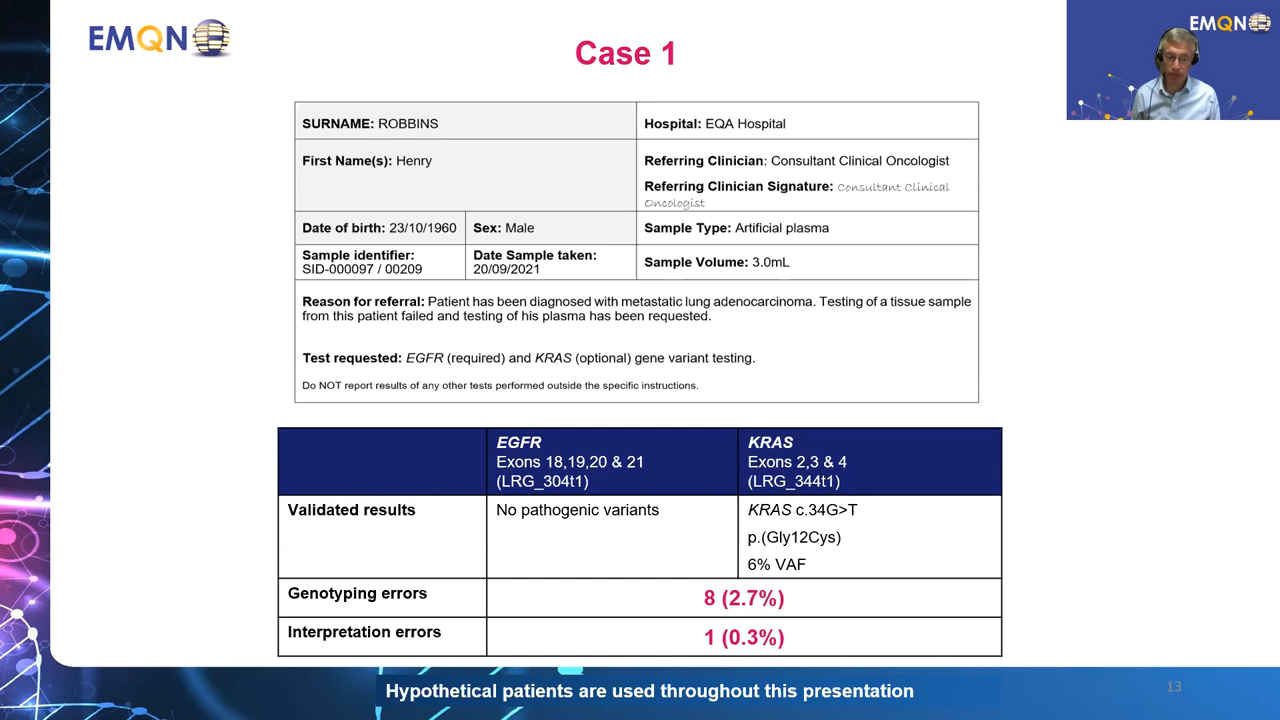 EMQN
Case 1
EMQN
SURNAME: ROBBINS
Hospital: EQA Hospital
First Name(s): Henry
Referring Clinician: Consultant Clinical Oncologist
Referring Clinician Signature: Consultant Clinical
Oncologist
Date of birth: 23/10/1960
Sex: Male
Sample Type: Artificial plasma
Sample identifier:
SID-000097 / 00209
Date Sample taken:
20/09/2021
Sample Volume: 3.0mL
Reason for referral: Patient has been diagnosed with metastatic lung adenocarcinoma. Testing of a tissue sample
from this patient failed and testing of his plasma has been requested.
Test requested: EGFR (required) and KRAS (optional) gene variant testing.
Do NOT report results of any other tests performed outside the specific instructions.
EGFR
Exons 18,19,20 & 21
(LRG_304t1)
KRAS
Exons 2,3 & 4
(LRG_344t1)
Validated results
No pathogenic variants
KRAS c.34G>T
p.(Gly12Cys)
6% VAF
Genotyping errors
8 (2.7%)
Interpretation errors
1 (0.3%)
Hypothetical patients are used throughout this presentation
13